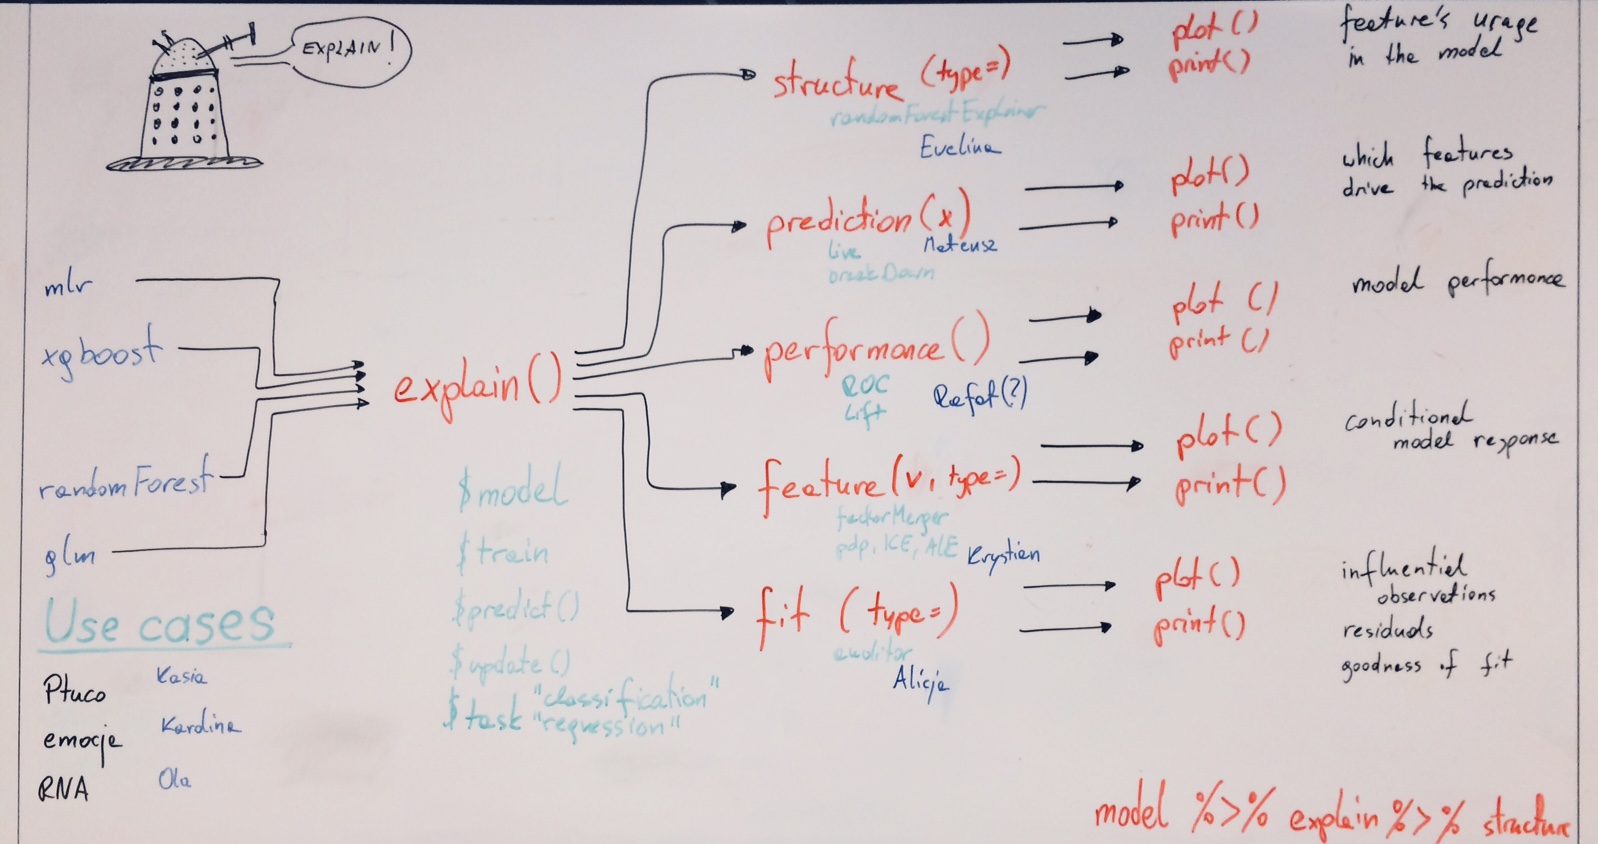 EXPLAIN!
mlr
xgboost
randomForest
glm
explain()
$model
$train
$predict()
$update()
$task "classification"
"regression"
structure (type=)
randomForestExplainer
Evelina
plot()
print()
feature's usage
in the model
prediction(x)
live
Mateusz
breakDown
plot()
print()
which features
drive the prediction
performance()
ROC
Lift
Rafał(?)
plot ()
print ()
model performance
feature(v, type=)
factorMerger
pdp, ICE, ALE
Krystian
plot()
print()
conditional
model response
fit (type=)
auditor
Alicja
plot()
print()
influential
observations
residuals
goodness of fit
Use cases
Ptuco Kasia
emocje Karolina
RNA Ola
model %>% explain %>% structure